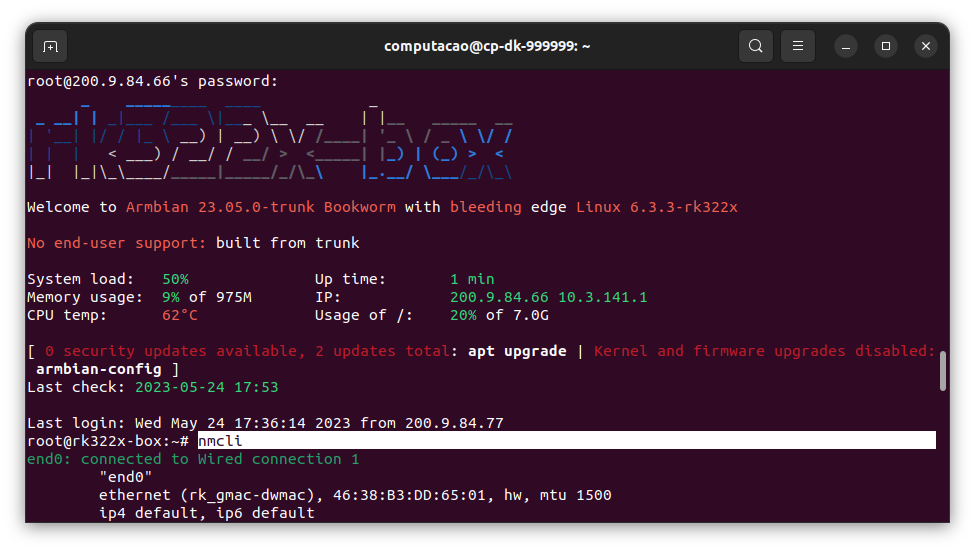 computacao@cp-dk-999999: ~
root@200.9.84.66's password:
rk322x-box
Welcome to Armbian 23.05.0-trunk Bookworm with bleeding edge Linux 6.3.3-rk322x
No end-user support: built from trunk
System load: 50% Up time: 1 min
Memory usage: 9% of 975M IP: 200.9.84.66 10.3.141.1
CPU temp: 62°C Usage of /: 20% of 7.0G
[ 0 security updates available, 2 updates total: apt upgrade | Kernel and firmware upgrades disabled:
armbian-config ]
Last check: 2023-05-24 17:53
Last login: Wed May 24 17:36:14 2023 from 200.9.84.77
root@rk322x-box:~# nmcli
end0: connected to Wired connection 1
"end0"
ethernet (rk_gmac-dwmac), 46:38:B3:DD:65:01, hw, mtu 1500
ip4 default, ip6 default